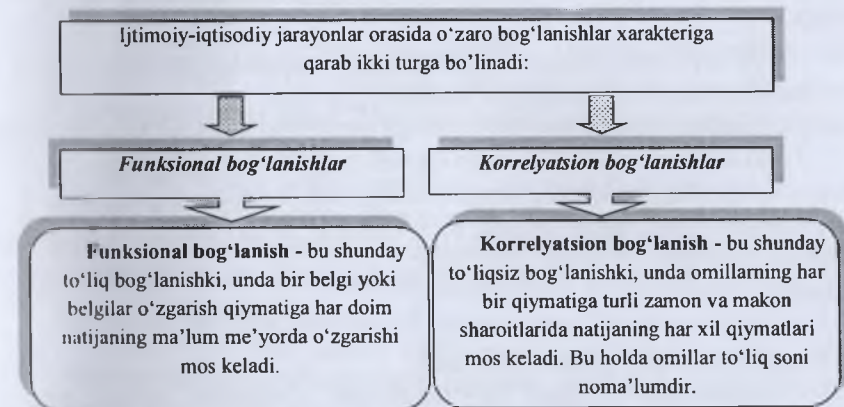 Ijtimoiy-iqtisodiy jarayonlar orasida o‘zaro bog‘lanishlar xarakteriga
qarab ikki turga bo’linadi:
Funksional bog‘lanishlar
Korrelyatsion bog‘lanishlar
Funksional bog‘lanish - bu shunday
to‘liq bog‘lanishki, unda bir belgi yoki
belgilar o‘zgarish qiymatiga har doim
natijaning ma’lum me’yorda o‘zgarishi
mos keladi.
Korrelyatsion bog‘lanish - bu shunday
to‘liqsiz bog‘lanishki, unda omillarning har
bir qiymatiga turli zamon va makon
sharoitlarida natijaning har xil qiymatlari
mos keladi. Bu holda omillar to‘liq soni
noma’lumdir.